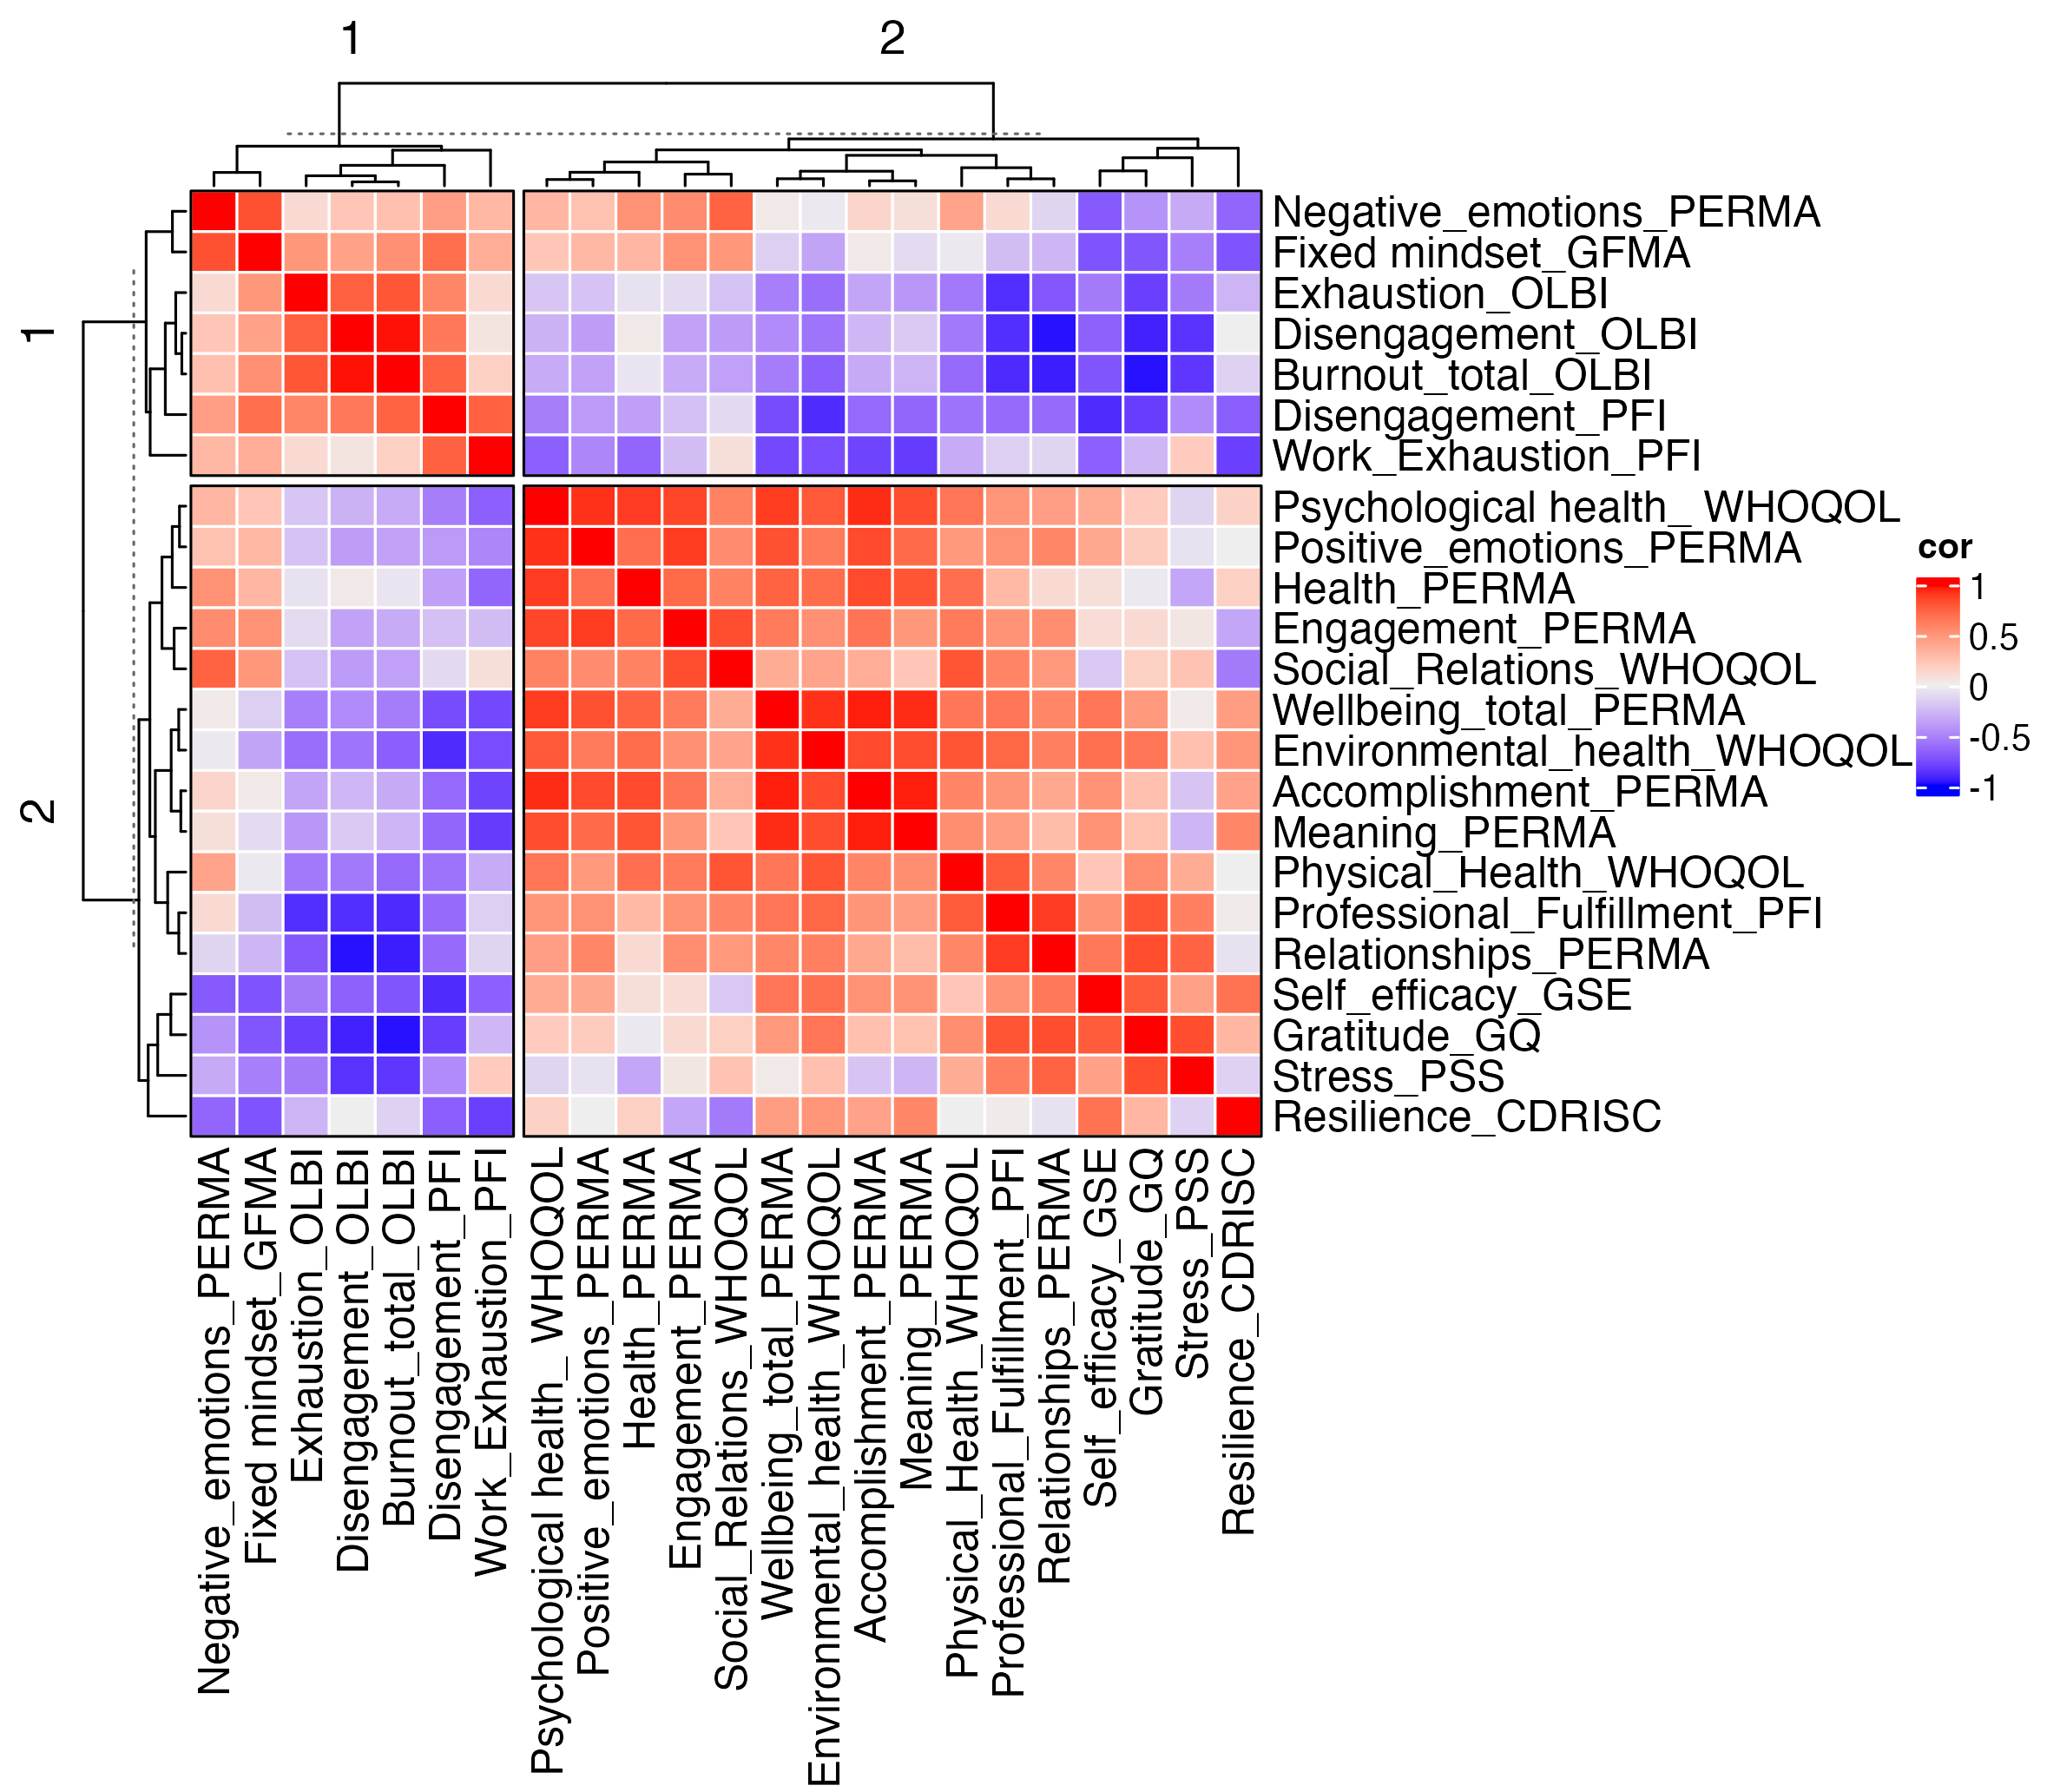 1
2
1
2
Negative_emotions_PERMA
Fixed mindset_GFMA
Exhaustion_OLBI
Disengagement_OLBI
Burnout_total_OLBI
Disengagement_PFI
Work_Exhaustion_PFI
Psychological health_ WHOQOL
Positive_emotions_PERMA
Health_PERMA
Engagement_PERMA
Social_Relations_WHOQOL
Wellbeing_total_PERMA
Environmental_health_WHOQOL
Accomplishment_PERMA
Meaning_PERMA
Physical_Health_WHOQOL
Professional_Fulfillment_PFI
Relationships_PERMA
Self_efficacy_GSE
Gratitude_GQ
Stress_PSS
Resilience_CDRISC
cor
1
0.5
0
-0.5
-1
Negative_emotions_PERMA
Fixed mindset_GFMA
Exhaustion_OLBI
Disengagement_OLBI
Burnout_total_OLBI
Disengagement_PFI
Work_Exhaustion_PFI
Psychological health_ WHOQOL
Positive_emotions_PERMA
Health_PERMA
Engagement_PERMA
Social_Relations_WHOQOL
Wellbeing_total_PERMA
Environmental_health_WHOQOL
Accomplishment_PERMA
Meaning_PERMA
Physical_Health_WHOQOL
Professional_Fulfillment_PFI
Relationships_PERMA
Self_efficacy_GSE
Gratitude_GQ
Stress_PSS
Resilience_CDRISC